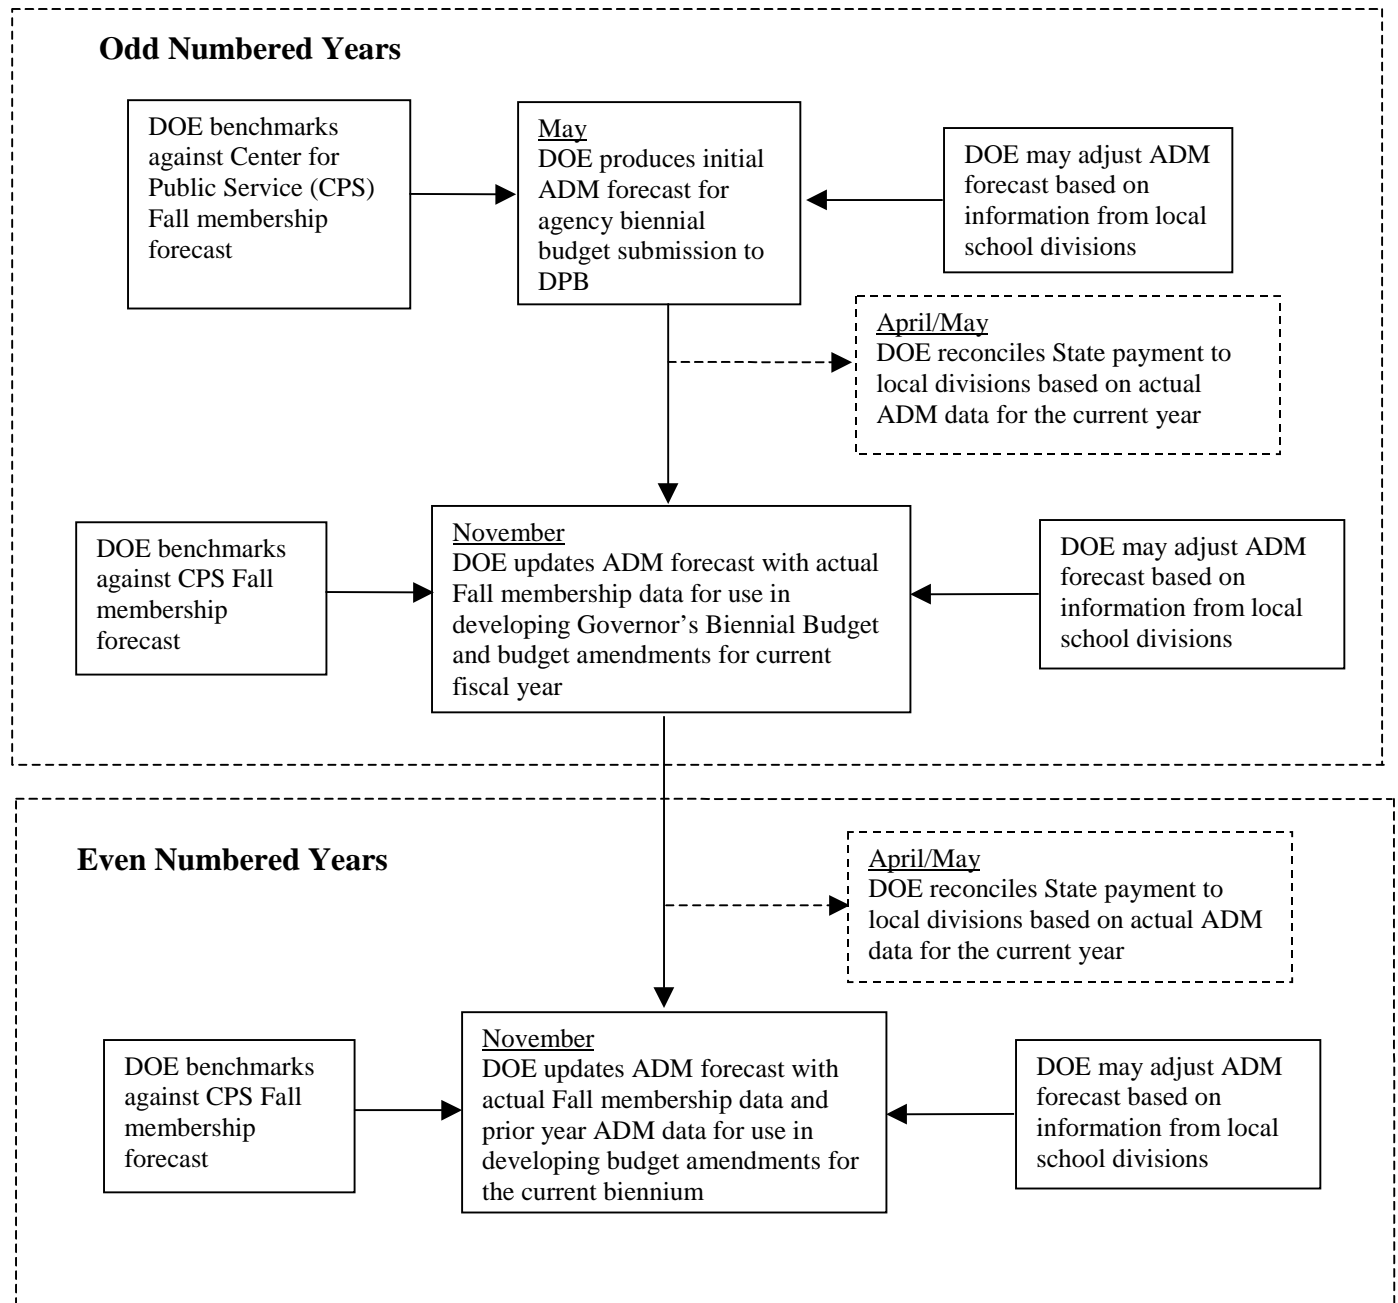 Odd Numbered Years
DOE benchmarks
against Center for
Public Service (CPS)
Fall membership
forecast
May
DOE produces initial
ADM forecast for
agency biennial
budget submission to
DPB
DOE may adjust ADM
forecast based on
information from local
school divisions
April/May
DOE reconciles State payment to
local divisions based on actual
ADM data for the current year
DOE benchmarks
against CPS Fall
membership
forecast
November
DOE updates ADM forecast with actual
Fall membership data for use in
developing Governor’s Biennial Budget
and budget amendments for current
fiscal year
DOE may adjust ADM
forecast based on
information from local
school divisions
Even Numbered Years
April/May
DOE reconciles State payment to
local divisions based on actual ADM
data for the current year
DOE benchmarks
against CPS Fall
membership
forecast
November
DOE updates ADM forecast with
actual Fall membership data and
prior year ADM data for use in
developing budget amendments for
the current biennium
DOE may adjust ADM
forecast based on
information from local
school divisions